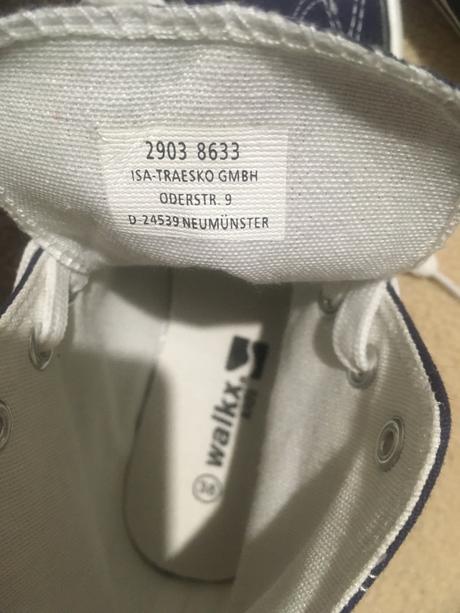 2903 8633
ISA-TRAESKO GMBH
ODERSTR. 9
D-24539 NEUMÜNSTER
walkx